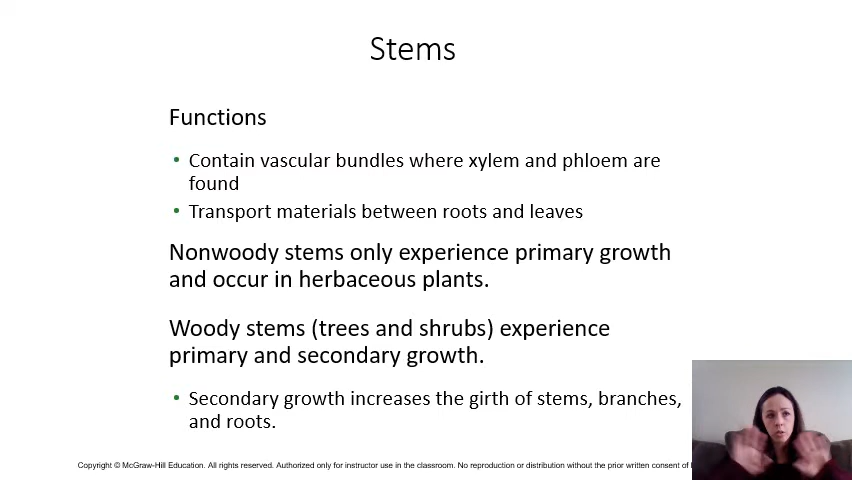 Stems
Functions
• Contain vascular bundles where xylem and phloem are
found
• Transport materials between roots and leaves
Nonwoody stems only experience primary growth
and occur in herbaceous plants.
Woody stems (trees and shrubs) experience
primary and secondary growth.
• Secondary growth increases the girth of stems, branches,
and roots.
Copyright © McGraw-Hill Education. All rights reserved. Authorized only for instructor use in the classroom. No reproduction or distribution without the prior written consent of